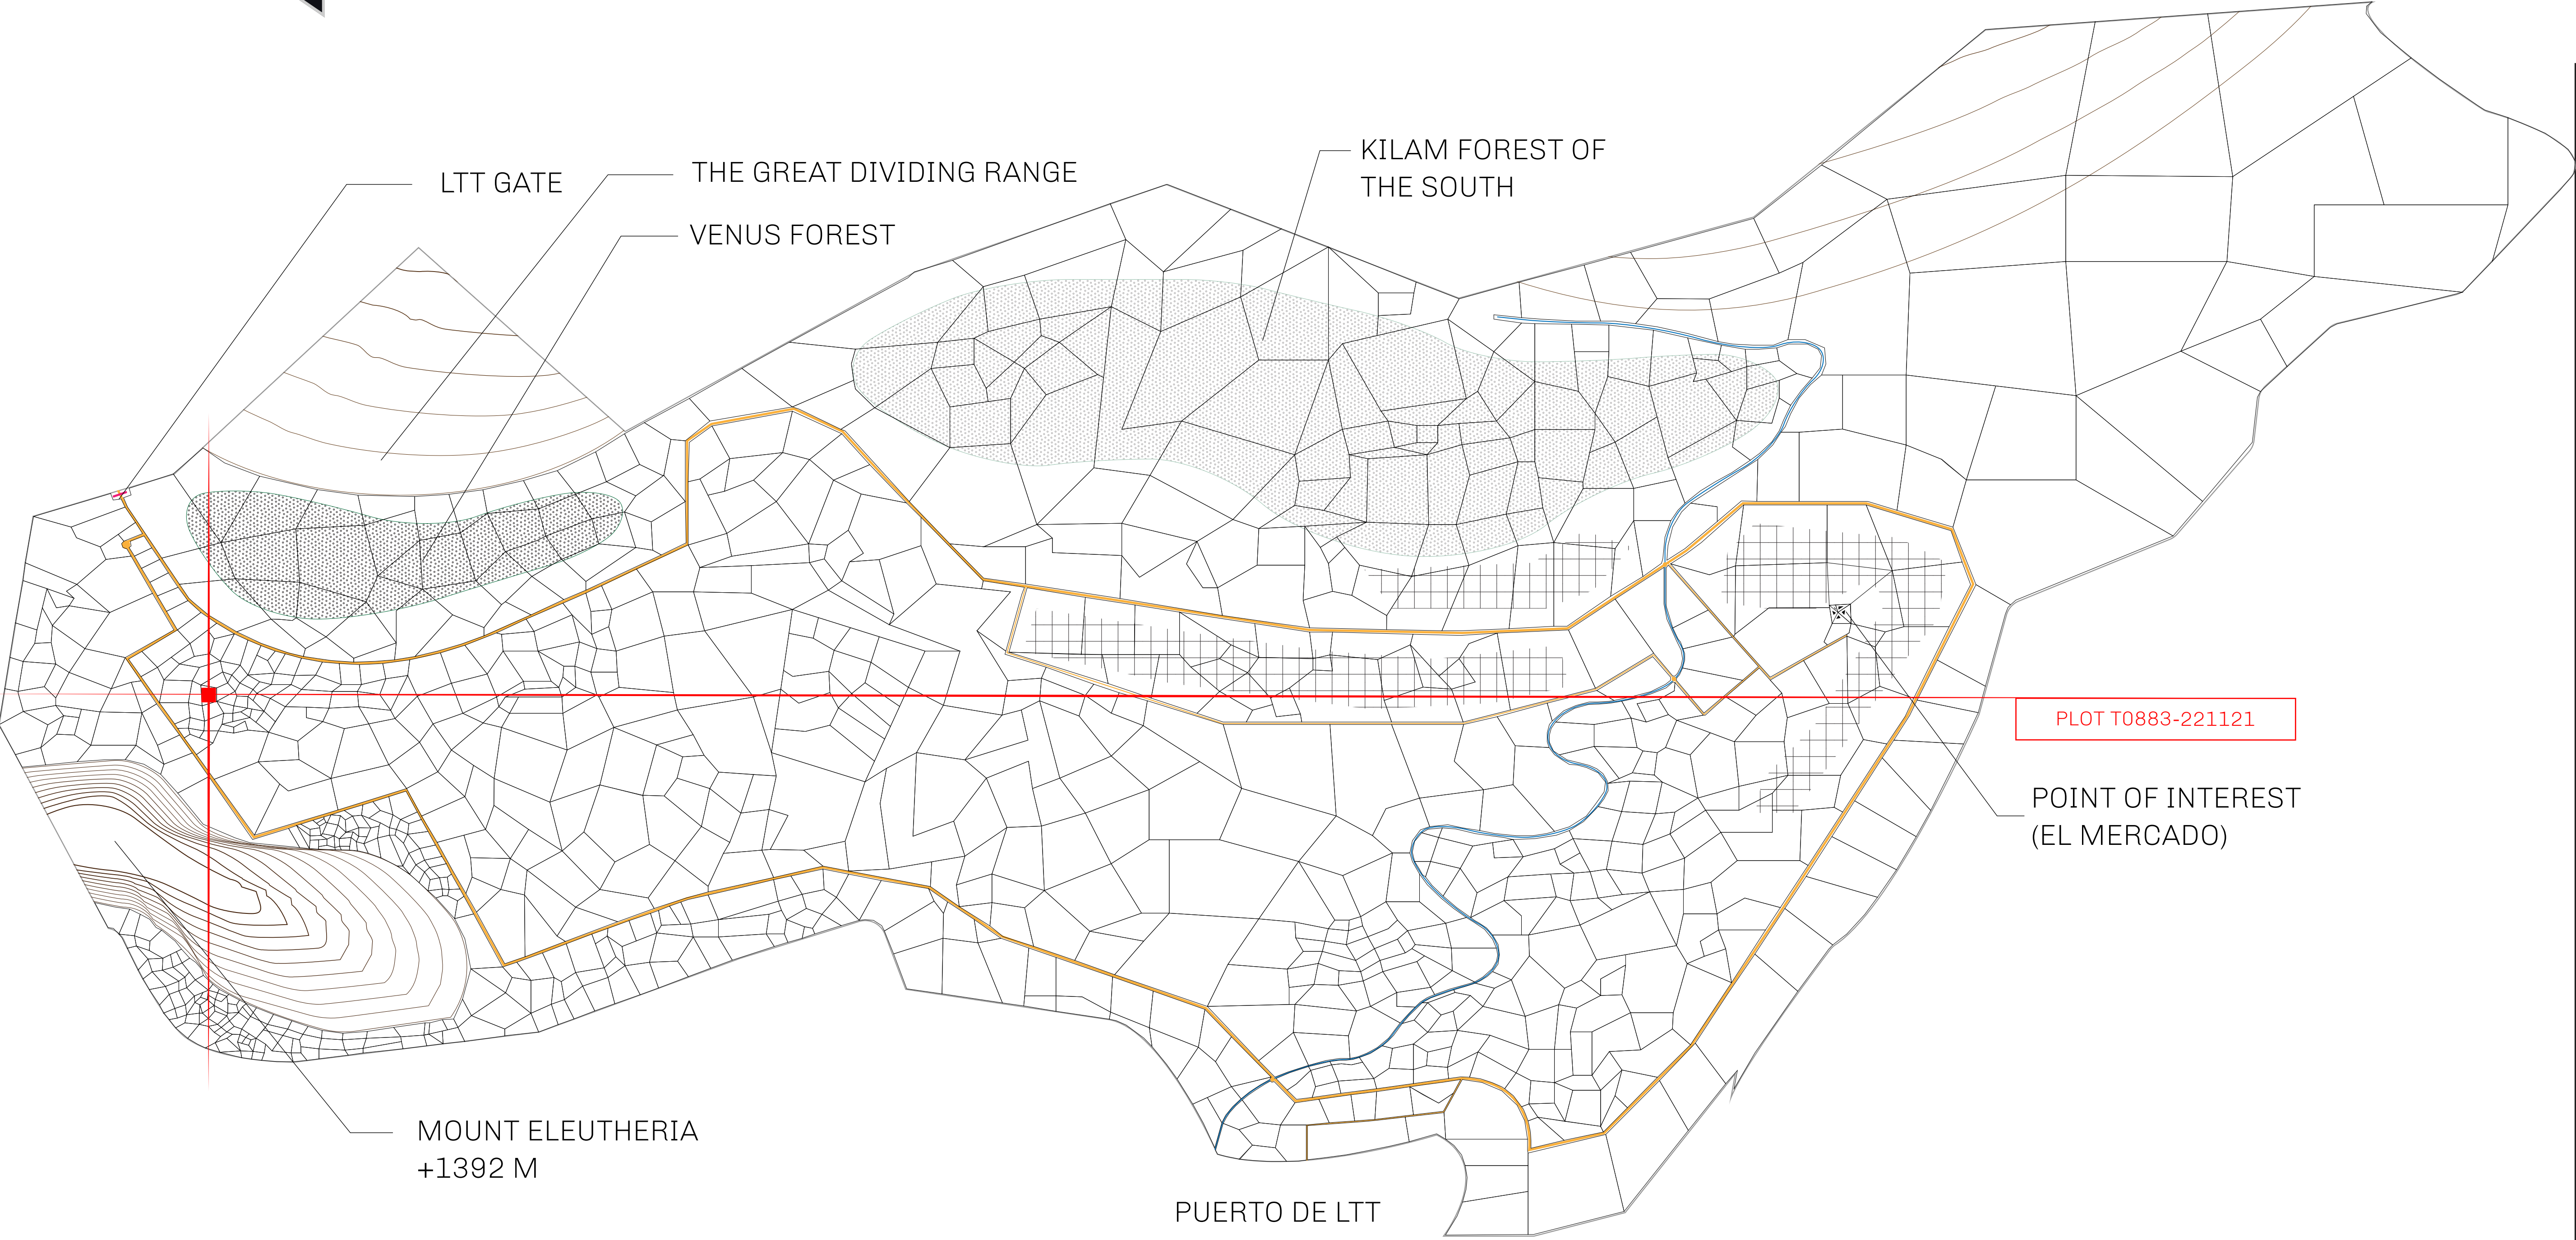 KILAM FOREST OF
THE SOUTH
THE GREAT DIVIDING RANGE
LTT GATE
VENUS FOREST
PLOT T0883-221121
POINT OF INTEREST
(EL MERCADO)
MOUNT ELEUTHERIA
+1392 M
PUERTO DE LTT